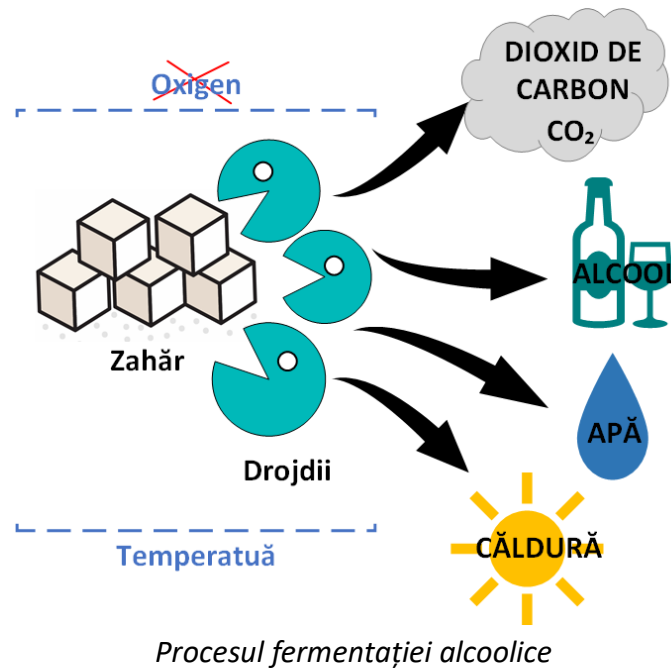 Oxigen
DIOXID DE
CARBON
CO₂
ALCOOL
Zahăr
APĂ
Drojdii
CĂLDURĂ
Temperatuă
Procesul fermentației alcoolice